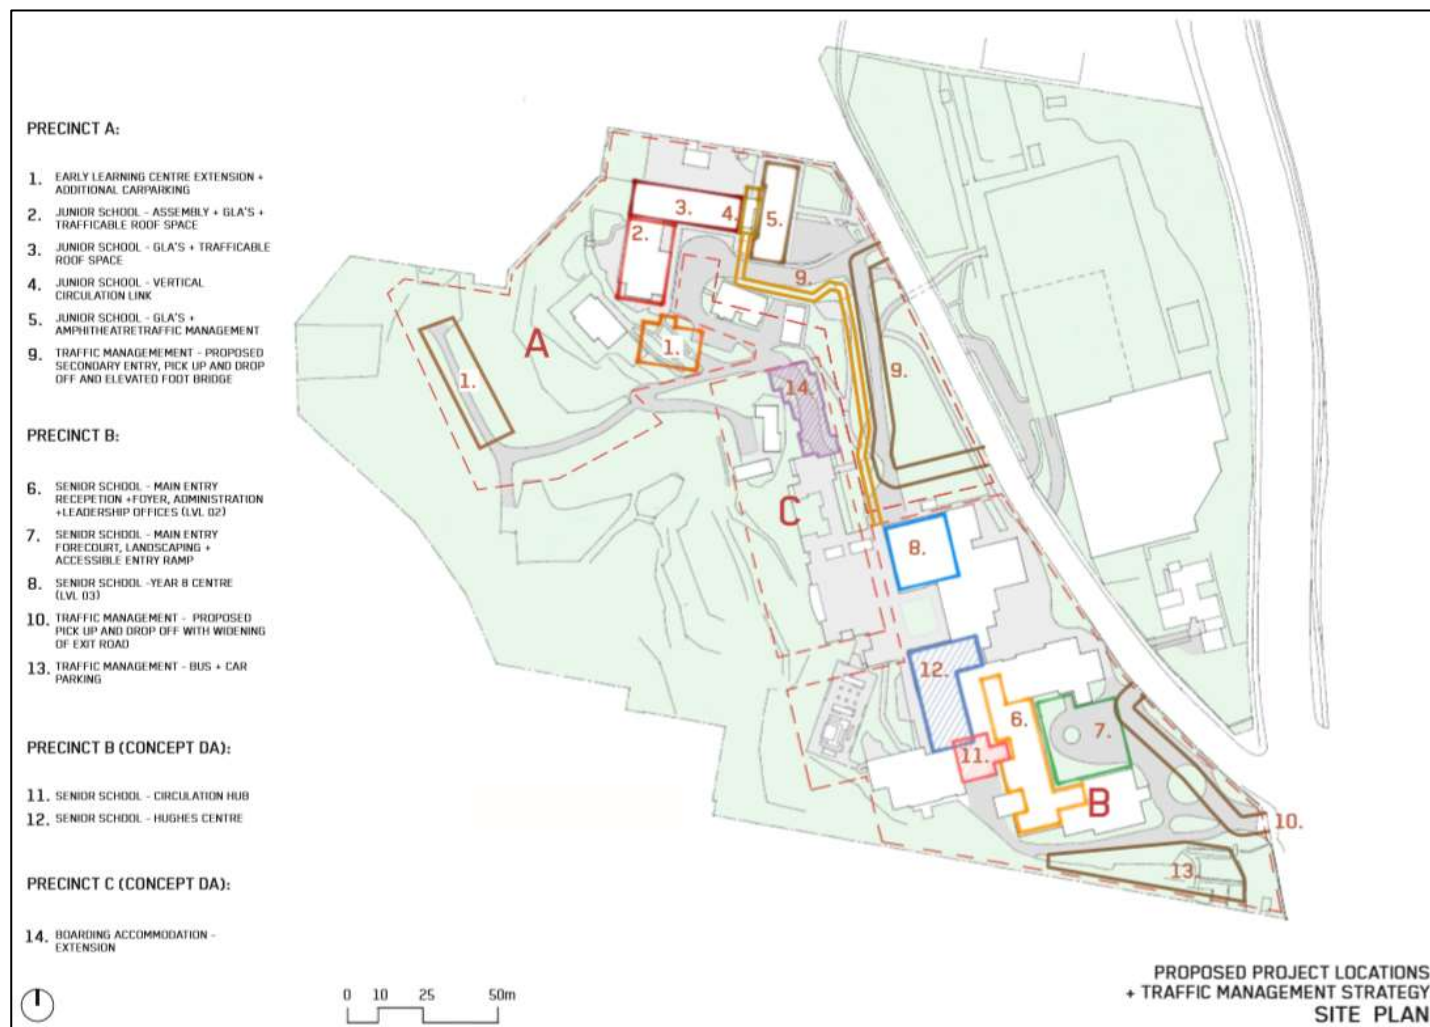 PRECINCT A:
1. EARLY LEARNING CENTRE EXTENSION +
ADDITIONAL CARPARKING
2. JUNIOR SCHOOL - ASSEMBLY + GLA'S +
TRAFFICABLE ROOF SPACE
3. JUNIOR SCHOOL - GLA'S + TRAFFICABLE
ROOF SPACE
4. JUNIOR SCHOOL - VERTICAL
CIRCULATION LINK
5. JUNIOR SCHOOL - GLA'S +
AMPHITHEATRETRAFFIC MANAGEMENT
9. TRAFFIC MANAGEMEMENT - PROPOSED
SECONDARY ENTRY, PICK UP AND DROP
OFF AND ELEVATED FOOT BRIDGE
PRECINCT B:
6. SENIOR SCHOOL - MAIN ENTRY
RECEPETION +FOYER, ADMINISTRATION
+LEADERSHIP OFFICES (LVL 02)
7. SENIOR SCHOOL - MAIN ENTRY
FORECOURT, LANDSCAPING +
ACCESSIBLE ENTRY RAMP
8. SENIOR SCHOOL -YEAR 8 CENTRE
(LVL 03)
10. TRAFFIC MANAGEMENT - PROPOSED
PICK UP AND DROP OFF WITH WIDENING
OF EXIT ROAD
13. TRAFFIC MANAGEMENT - BUS + CAR
PARKING
PRECINCT B (CONCEPT DA):
11. SENIOR SCHOOL - CIRCULATION HUB
12. SENIOR SCHOOL - HUGHES CENTRE
PRECINCT C (CONCEPT DA):
14. BOARDING ACCOMMODATION -
EXTENSION
3.
4.
5.
2.
9.
A
1.
1.
9.
14.
C
8.
12.
6.
7.
11.
B
10.
13.
0 10 25 50m
PROPOSED PROJECT LOCATIONS
+ TRAFFIC MANAGEMENT STRATEGY
SITE PLAN